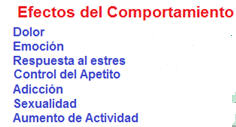 Efectos del Comportamiento
Dolor
Emoción
Respuesta al estres
Control del Apetito
Adicción
Sexualidad
Aumento de Actividad